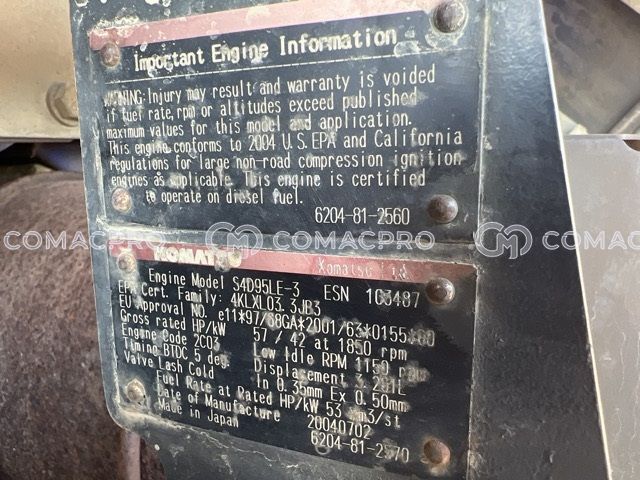 Important Engine Information
WARNING: Injury may result and warranty is voided
if fuel rate, rpm or altitudes exceed published
maximum values for this model and application.
This engine conforms to 2004 U.S. EPA and California
regulations for large non-road compression ignition
engines as applicable. This engine is certified
to operate on diesel fuel.
6204-81-2560
COMACPRO COMACPRO COMACPRO
KOMATSU Komatsu Ltd.
Engine Model S4D95LE-3 ESN 103487
EPA Cert. Family: 4KLXL03.3JB3
EU Approval NO. e11*97/68GA*2001/63*0155*00
Gross rated HP/kW 57 / 42 at 1850 rpm
Engine Code 2C03 Low Idle RPM 1150 rpm
Timing BTDC 5 deg Displacement 3.261L
Valve Lash Cold In 0.35mm Ex 0.50mm
Fuel Rate at Rated HP/kW 53 mm3/st
Date of Manufacture 20040702
Made in Japan 6204-81-2570